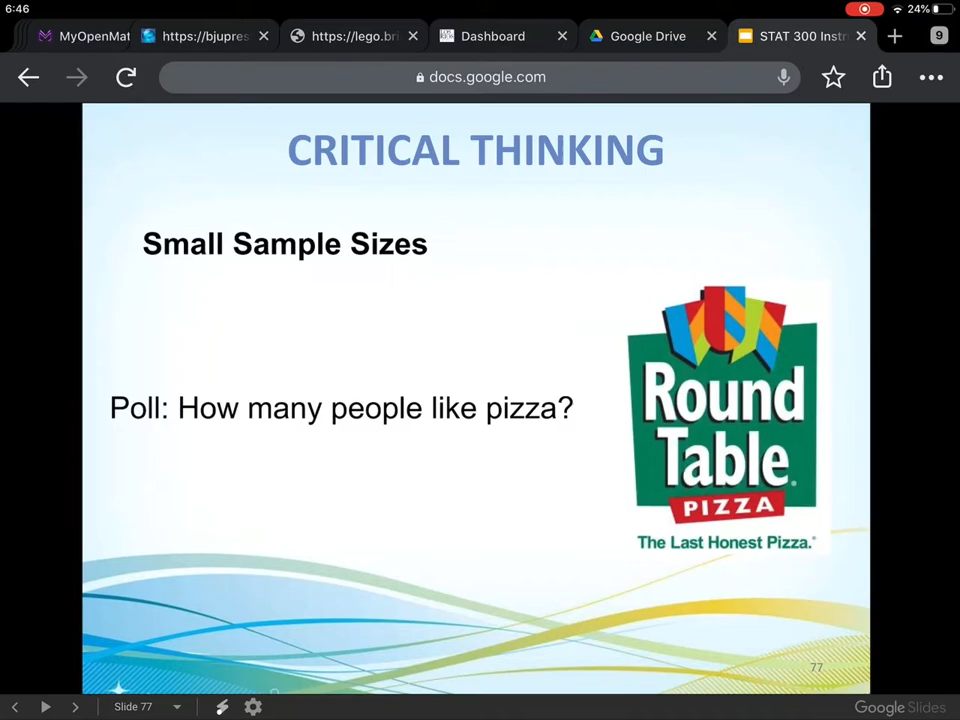 6:46
24%
MyOpenMat
https://bjupres
https://lego.bri
Dashboard
Google Drive
STAT 300 Instr
9
docs.google.com
CRITICAL THINKING
Small Sample Sizes
Poll: How many people like pizza?
Round
Table
PIZZA
The Last Honest Pizza.®
77
Slide 77
Google Slides